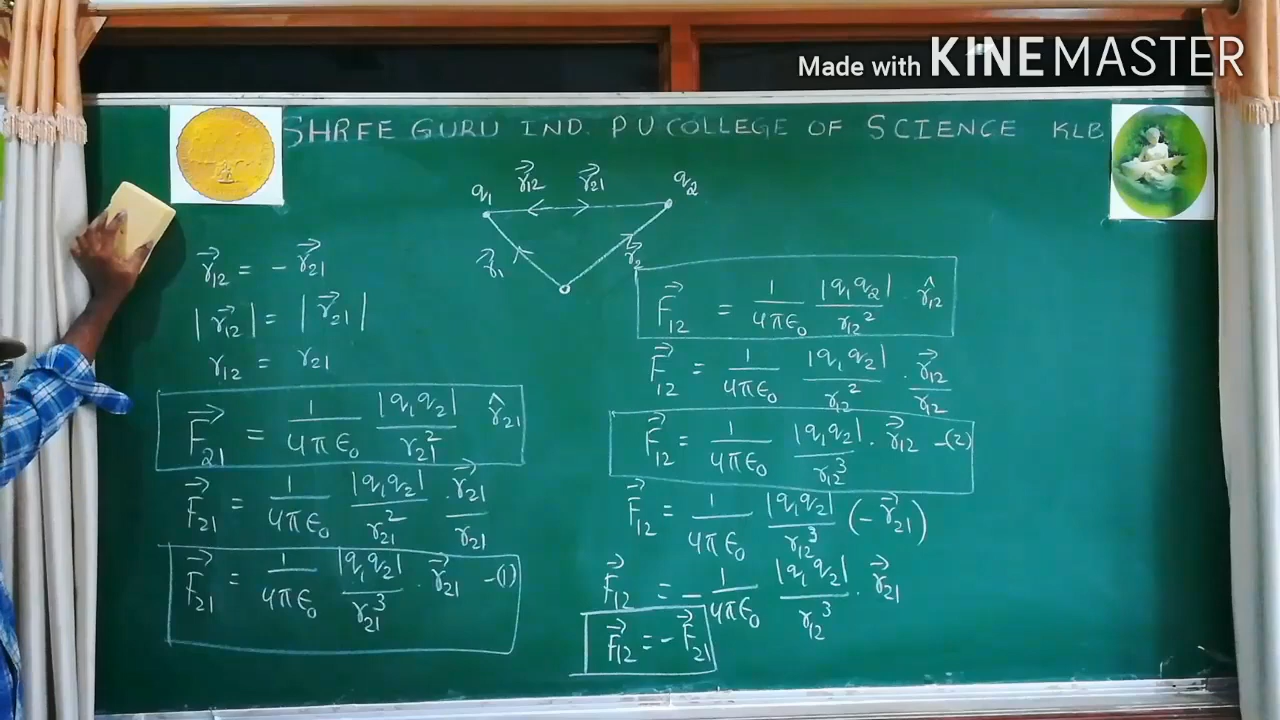 Made with KINEMASTER
SHREE GURU IND. P U COLLEGE OF SCIENCE KLB
q₁ r⃗₁₂ r⃗₂₁ q₂
r⃗₁ r⃗₂
r⃗₁₂ = - r⃗₂₁
|r⃗₁₂| = |r⃗₂₁|
r₁₂ = r₂₁
F⃗₂₁ = 1/4πϵ₀ |q₁q₂|/r₂₁² r̂₂₁
F⃗₂₁ = 1/4πϵ₀ |q₁q₂|/r₂₁² . r⃗₂₁/r₂₁
F⃗₂₁ = 1/4πϵ₀ |q₁q₂|/r₂₁³ . r⃗₂₁ -(1)
F⃗₁₂ = 1/4πϵ₀ |q₁q₂|/r₁₂² . r̂₁₂
F⃗₁₂ = 1/4πϵ₀ |q₁q₂|/r₁₂² . r⃗₁₂/r₁₂
F⃗₁₂ = 1/4πϵ₀ |q₁q₂|/r₁₂³ . r⃗₁₂ -(2)
F⃗₁₂ = 1/4πϵ₀ |q₁q₂|/r₁₂³ (- r⃗₂₁)
F⃗₁₂ = - 1/4πϵ₀ |q₁q₂|/r₁₂³ . r⃗₂₁
F⃗₁₂ = - F⃗₂₁